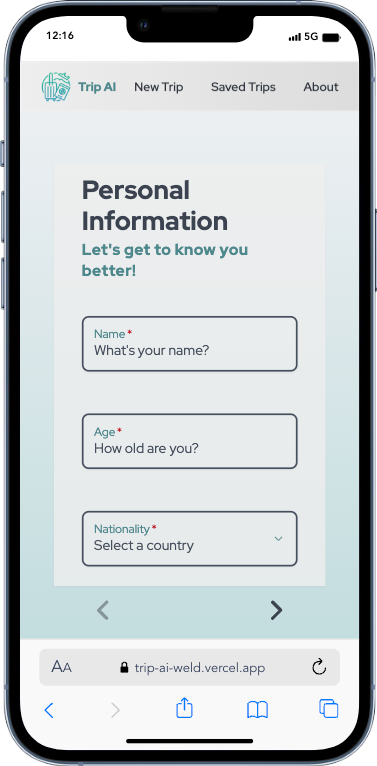 12:16
5G
Trip AI
New Trip
Saved Trips
About
Personal
Information
Let's get to know you
better!
Name*
What's your name?
Age*
How old are you?
Nationality*
Select a country
AA
trip-ai-weld.vercel.app